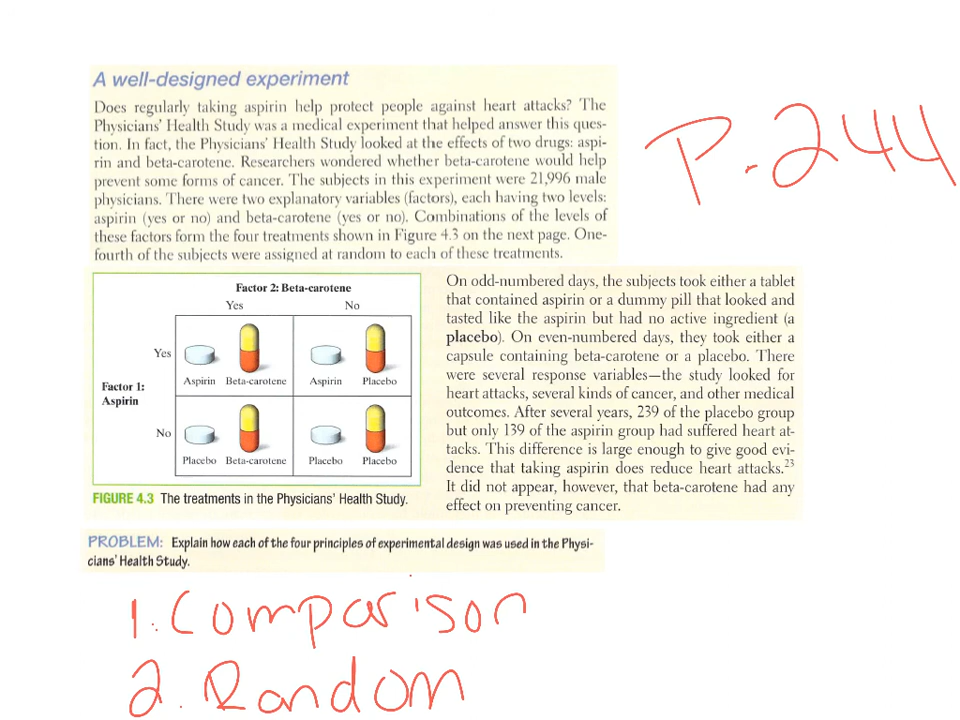 A well-designed experiment
Does regularly taking aspirin help protect people against heart attacks? The
Physicians' Health Study was a medical experiment that helped answer this ques-
tion. In fact, the Physicians' Health Study looked at the effects of two drugs: aspi-
rin and beta-carotene. Researchers wondered whether beta-carotene would help
prevent some forms of cancer. The subjects in this experiment were 21,996 male
physicians. There were two explanatory variables (factors), each having two levels:
aspirin (yes or no) and beta-carotene (yes or no). Combinations of the levels of
these factors form the four treatments shown in Figure 4.3 on the next page. One-
fourth of the subjects were assigned at random to each of these treatments.
P. 244
Factor 2: Beta-carotene
Yes No
Yes
Aspirin Beta-carotene Aspirin Placebo
Factor 1:
Aspirin
No
Placebo Beta-carotene Placebo Placebo
FIGURE 4.3 The treatments in the Physicians' Health Study.
On odd-numbered days, the subjects took either a tablet
that contained aspirin or a dummy pill that looked and
tasted like the aspirin but had no active ingredient (a
placebo). On even-numbered days, they took either a
capsule containing beta-carotene or a placebo. There
were several response variables—the study looked for
heart attacks, several kinds of cancer, and other medical
outcomes. After several years, 239 of the placebo group
but only 139 of the aspirin group had suffered heart at-
tacks. This difference is large enough to give good evi-
dence that taking aspirin does reduce heart attacks.23
It did not appear, however, that beta-carotene had any
effect on preventing cancer.
PROBLEM: Explain how each of the four principles of experimental design was used in the Physi-
cians' Health Study.
1. Comparison
2. Random